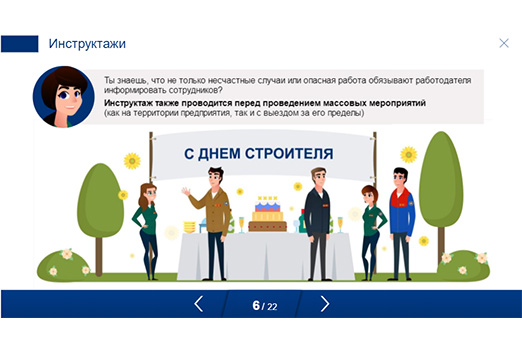 Инструктажи
Ты знаешь, что не только несчастные случаи или опасная работа обязывают работодателя
информировать сотрудников?
Инструктаж также проводится перед проведением массовых мероприятий
(как на территории предприятия, так и с выездом за его пределы)
С ДНЕМ СТРОИТЕЛЯ
6 / 22